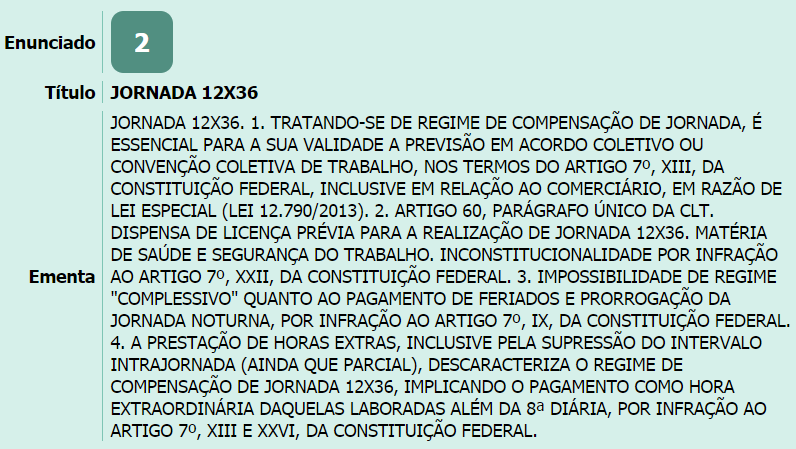 Enunciado 2
Título JORNADA 12X36
JORNADA 12X36. 1. TRATANDO-SE DE REGIME DE COMPENSAÇÃO DE JORNADA, É
ESSENCIAL PARA A SUA VALIDADE A PREVISÃO EM ACORDO COLETIVO OU
CONVENÇÃO COLETIVA DE TRABALHO, NOS TERMOS DO ARTIGO 7º, XIII, DA
CONSTITUIÇÃO FEDERAL, INCLUSIVE EM RELAÇÃO AO COMERCIÁRIO, EM RAZÃO DE
LEI ESPECIAL (LEI 12.790/2013). 2. ARTIGO 60, PARÁGRAFO ÚNICO DA CLT.
DISPENSA DE LICENÇA PRÉVIA PARA A REALIZAÇÃO DE JORNADA 12X36. MATÉRIA
DE SAÚDE E SEGURANÇA DO TRABALHO. INCONSTITUCIONALIDADE POR INFRAÇÃO
Ementa AO ARTIGO 7º, XXII, DA CONSTITUIÇÃO FEDERAL. 3. IMPOSSIBILIDADE DE REGIME
"COMPLESSIVO" QUANTO AO PAGAMENTO DE FERIADOS E PRORROGAÇÃO DA
JORNADA NOTURNA, POR INFRAÇÃO AO ARTIGO 7º, IX, DA CONSTITUIÇÃO FEDERAL.
4. A PRESTAÇÃO DE HORAS EXTRAS, INCLUSIVE PELA SUPRESSÃO DO INTERVALO
INTRAJORNADA (AINDA QUE PARCIAL), DESCARACTERIZA O REGIME DE
COMPENSAÇÃO DE JORNADA 12X36, IMPLICANDO O PAGAMENTO COMO HORA
EXTRAORDINÁRIA DAQUELAS LABORADAS ALÉM DA 8ª DIÁRIA, POR INFRAÇÃO AO
ARTIGO 7º, XIII E XXVI, DA CONSTITUIÇÃO FEDERAL.